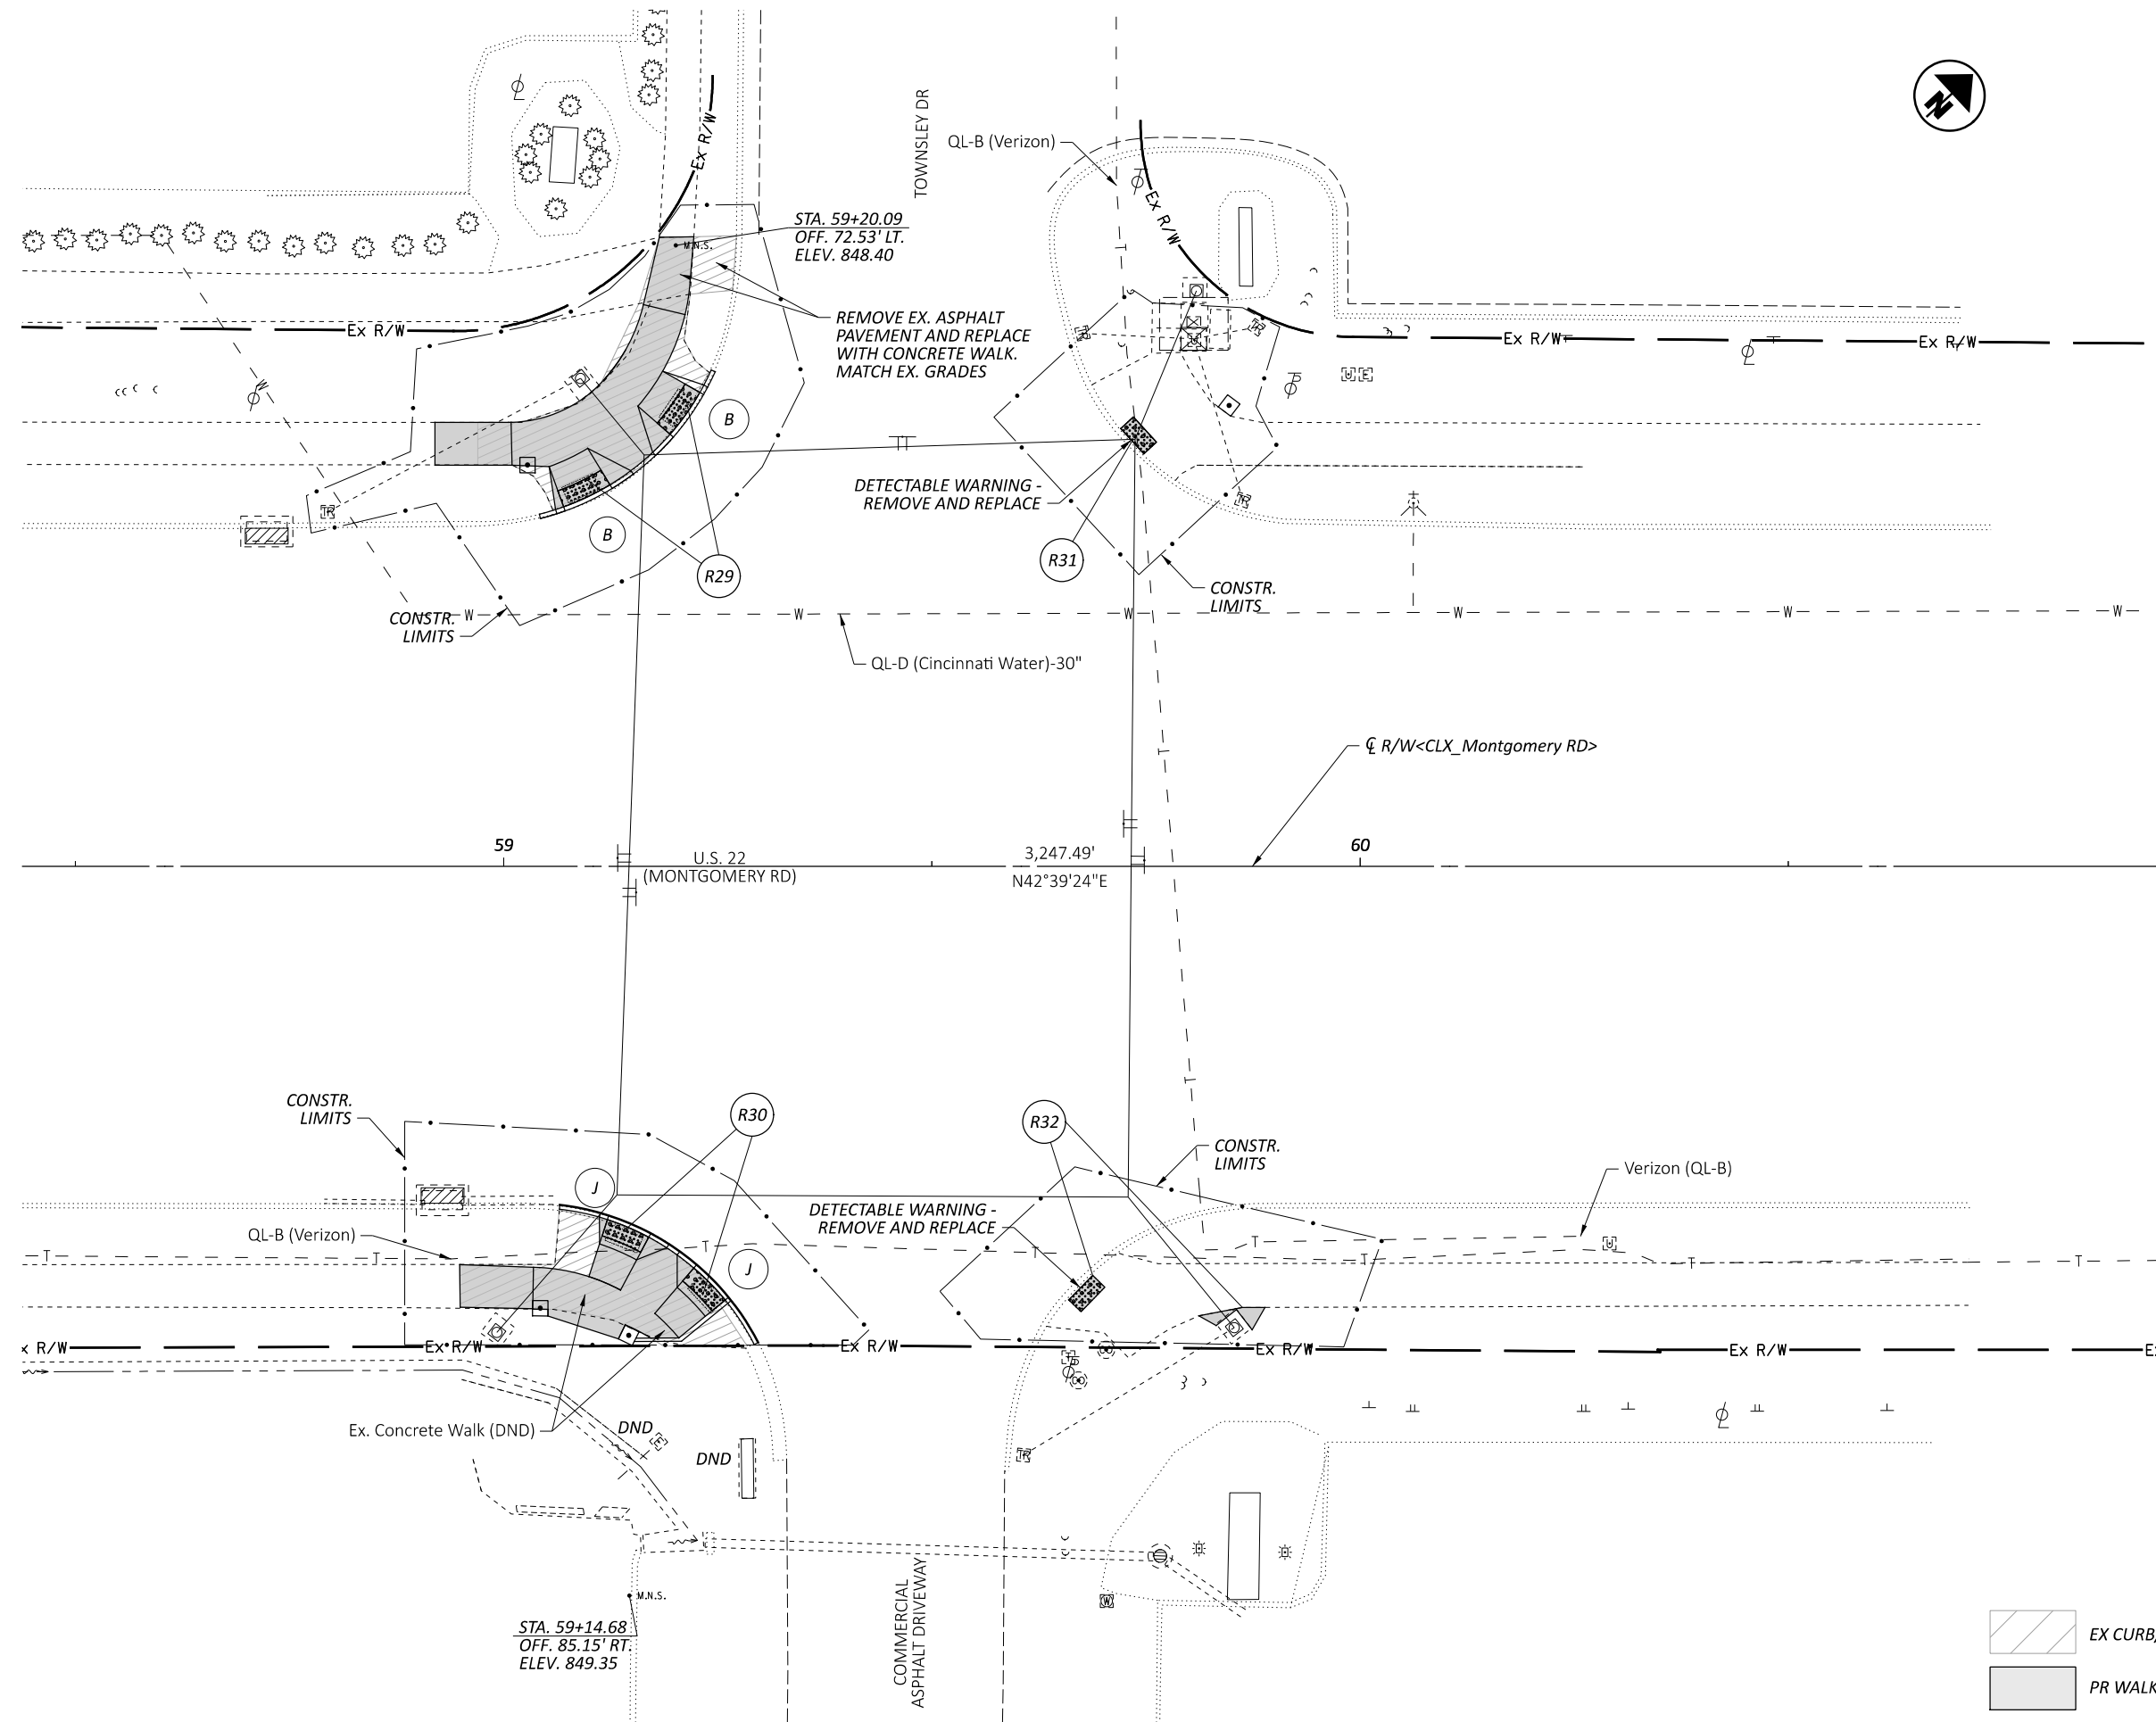 N
TOWNSLEY DR
QL-B (Verizon)
Ex R/W
Ex R/W
STA. 59+20.09
OFF. 72.53' LT.
ELEV. 848.40
M.N.S.
REMOVE EX. ASPHALT
PAVEMENT AND REPLACE
WITH CONCRETE WALK.
MATCH EX. GRADES
Ex R/W
Ex R/W
Ex R/W
B
B
DETECTABLE WARNING -
REMOVE AND REPLACE
R29
R31
CONSTR.
LIMITS
CONSTR.
LIMITS
W
W
W
W
W
W
W
QL-D (Cincinnati Water)-30"
℄ R/W<CLX_Montgomery RD>
59
U.S. 22
(MONTGOMERY RD)
3,247.49'
N42°39'24"E
60
CONSTR.
LIMITS
R30
R32
CONSTR.
LIMITS
Verizon (QL-B)
J
J
DETECTABLE WARNING -
REMOVE AND REPLACE
QL-B (Verizon)
T
T
T
T
T
T
T
T
x R/W
Ex R/W
Ex R/W
Ex R/W
Ex R/W
E
Ex. Concrete Walk (DND)
DND
DND
M.N.S.
STA. 59+14.68
OFF. 85.15' RT.
ELEV. 849.35
COMMERCIAL
ASPHALT DRIVEWAY
EX CURB,
PR WALK